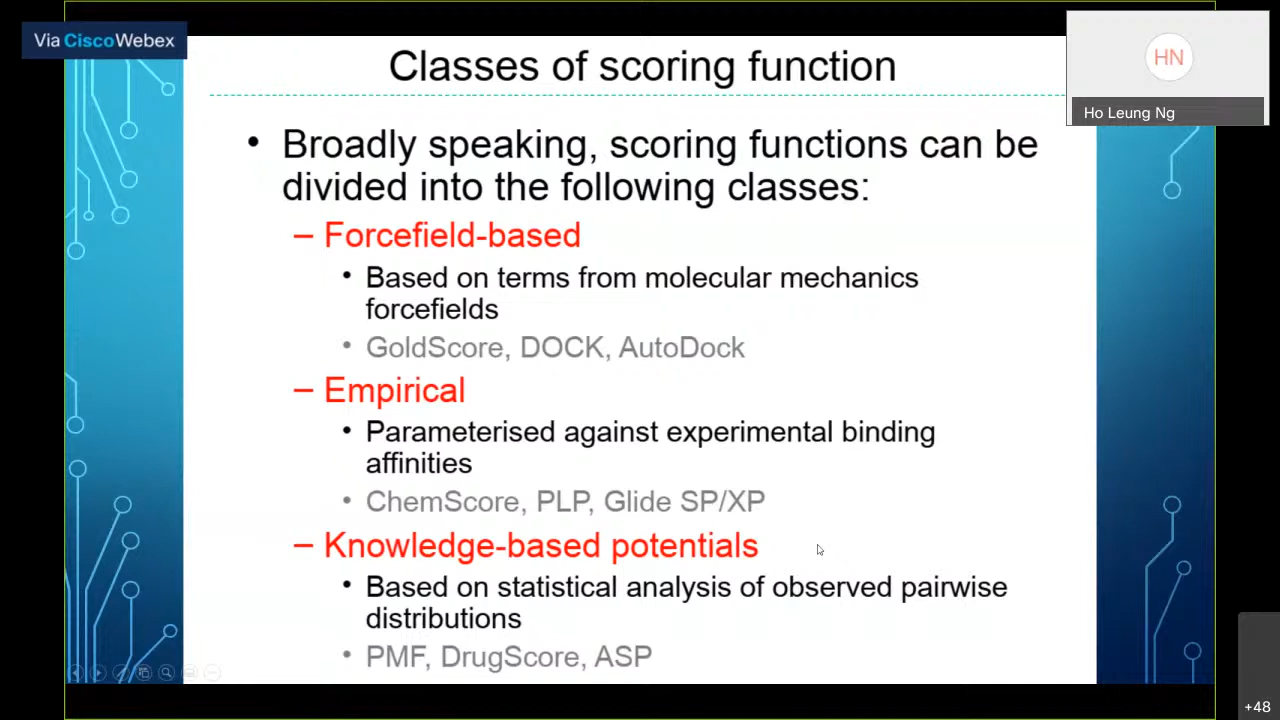 Via Cisco Webex
HN
Ho Leung Ng
Classes of scoring function
• Broadly speaking, scoring functions can be
divided into the following classes:
– Forcefield-based
• Based on terms from molecular mechanics
forcefields
• GoldScore, DOCK, AutoDock
– Empirical
• Parameterised against experimental binding
affinities
• ChemScore, PLP, Glide SP/XP
– Knowledge-based potentials
• Based on statistical analysis of observed pairwise
distributions
• PMF, DrugScore, ASP
+48